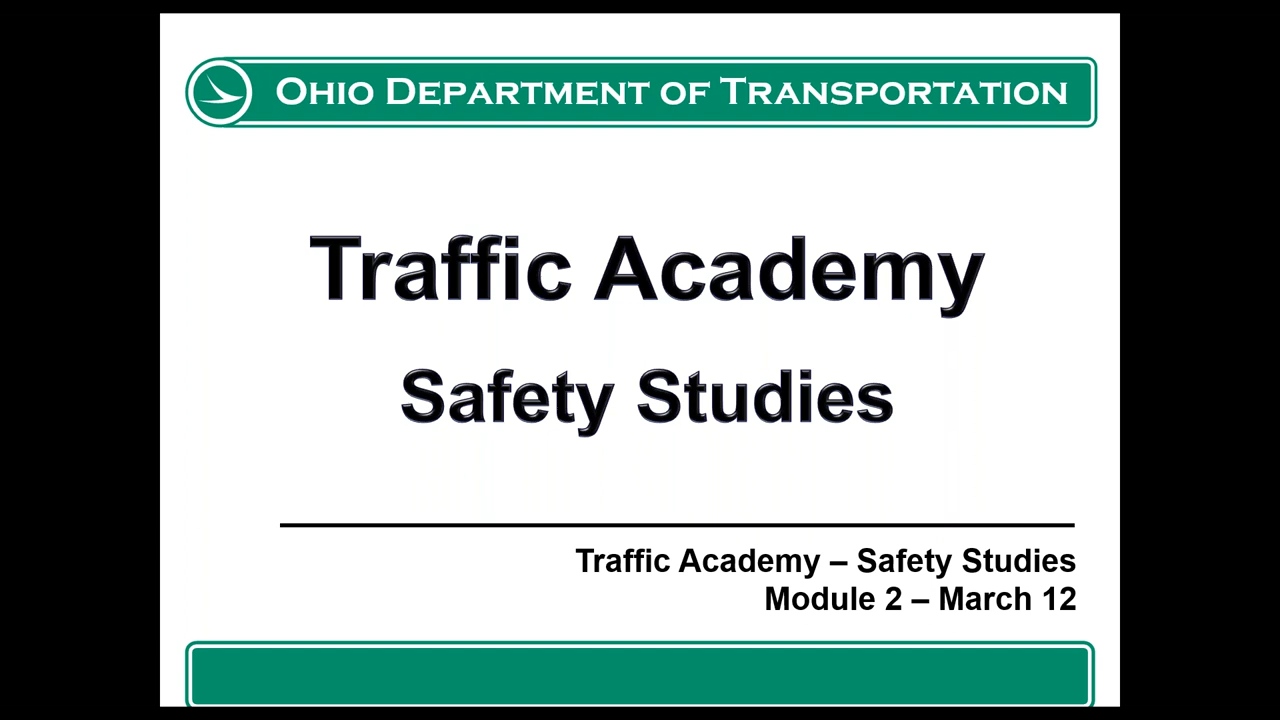 Ohio Department of Transportation
Traffic Academy
Safety Studies
Traffic Academy – Safety Studies
Module 2 – March 12